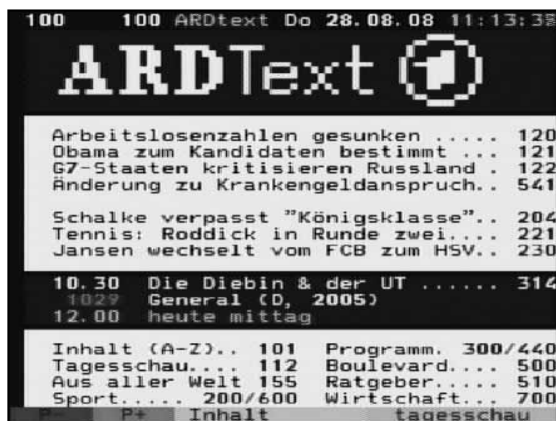 100 100 ARDtext Do 28.08.08 11:13:3
ARDText 1
Arbeitslosenzahlen gesunken ..... 120
Obama zum Kandidaten bestimmt ... 121
G7-Staaten kritisieren Russland . 122
Änderung zu Krankengeldanspruch.. 541
Schalke verpasst "Königsklasse".. 204
Tennis: Roddick in Runde zwei.... 221
Jansen wechselt vom FCB zum HSV.. 230
10.30 Die Diebin & der UT ...... 314
1029 General (D, 2005)
12.00 heute mittag
Inhalt (A-Z).. 101 Programm. 300/440
Tagesschau.... 112 Boulevard.... 500
Aus aller Welt 155 Ratgeber..... 510
Sport..... 200/600 Wirtschaft... 700
P- P+ Inhalt tagesschau